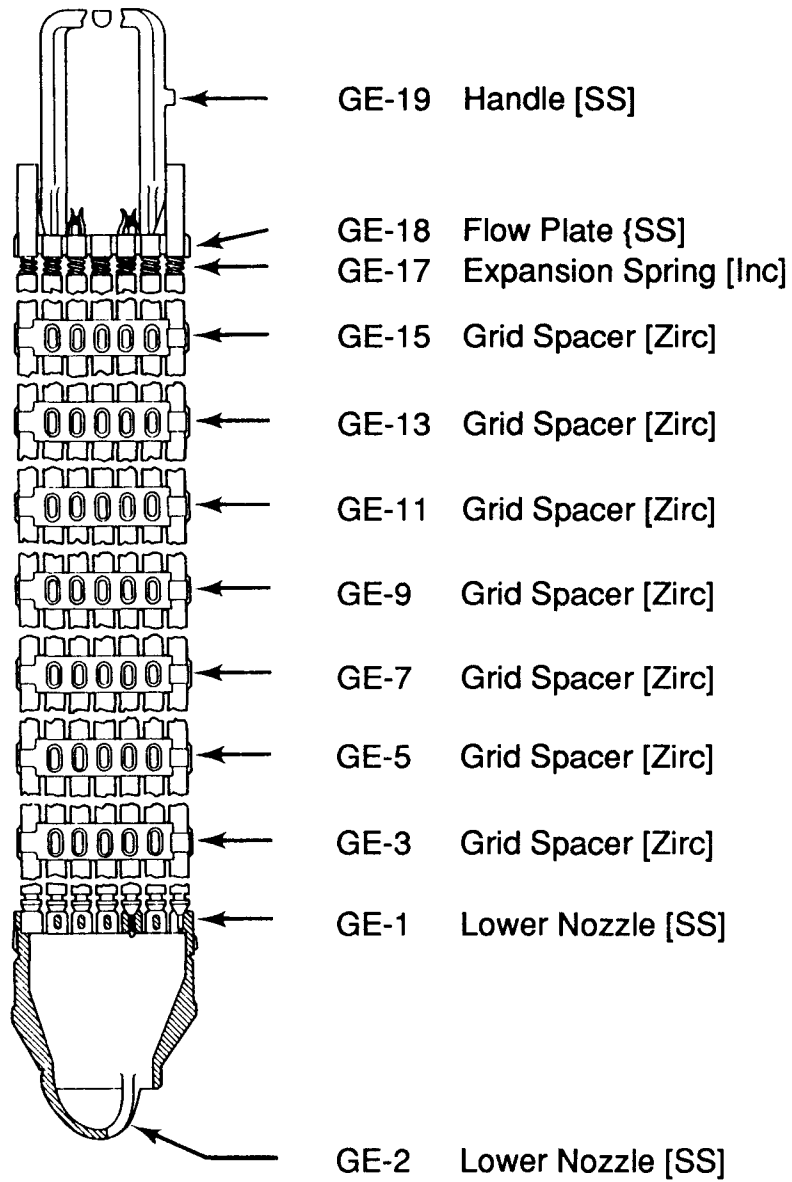 GE-19 Handle [SS]
GE-18 Flow Plate {SS]
GE-17 Expansion Spring [Inc]
GE-15 Grid Spacer [Zirc]
GE-13 Grid Spacer [Zirc]
GE-11 Grid Spacer [Zirc]
GE-9 Grid Spacer [Zirc]
GE-7 Grid Spacer [Zirc]
GE-5 Grid Spacer [Zirc]
GE-3 Grid Spacer [Zirc]
GE-1 Lower Nozzle [SS]
GE-2 Lower Nozzle [SS]